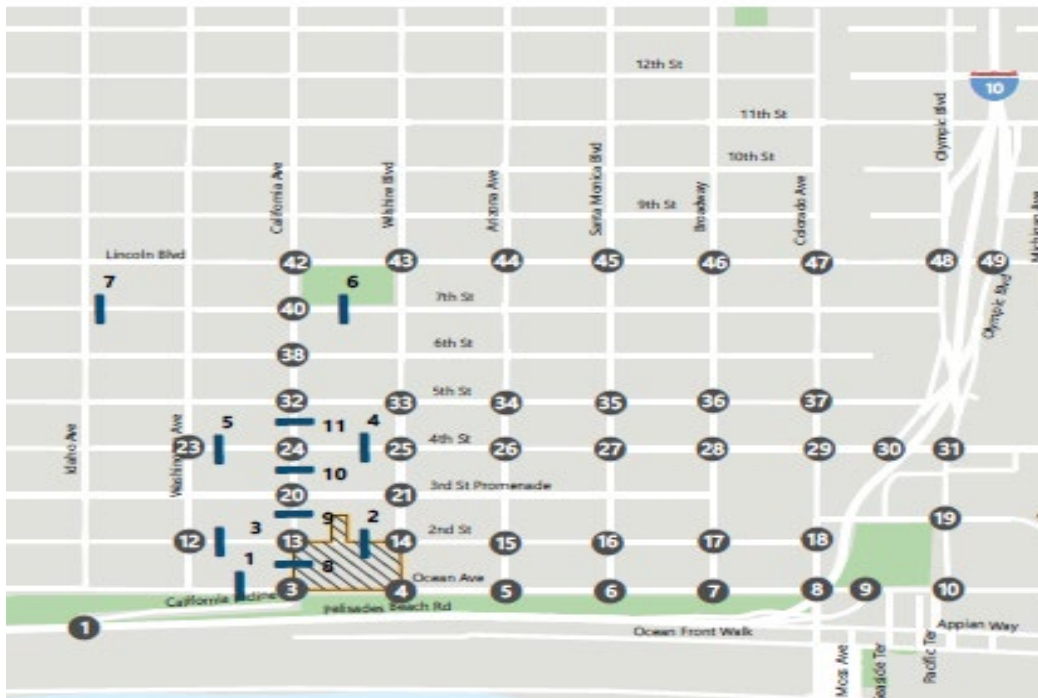 12th St
10
11th St
10th St
9th St
California Ave
Wilshire Blvd
Arizona Ave
Santa Monica Blvd
Broadway
Colorado Ave
Olympic Blvd
Michigan Ave
Lincoln Blvd
42
43
44
45
46
47
48
49
7
6
40
7th St
Olympic Blvd
38
6th St
32
5th St
33
34
35
36
37
5
11
4
Idaho Ave
Washington Ave
23
24
25
4th St
26
27
28
29
30
31
10
20
21
3rd St Promenade
3
9
2
19
12
13
14
2nd St
15
16
17
18
1
8
Ocean Ave
3
4
5
6
7
8
9
10
California Incline
Palisades Beach Rd
1
Ocean Front Walk
Appian Way
Moss Ave
Seaside Ter
Pacific Ter